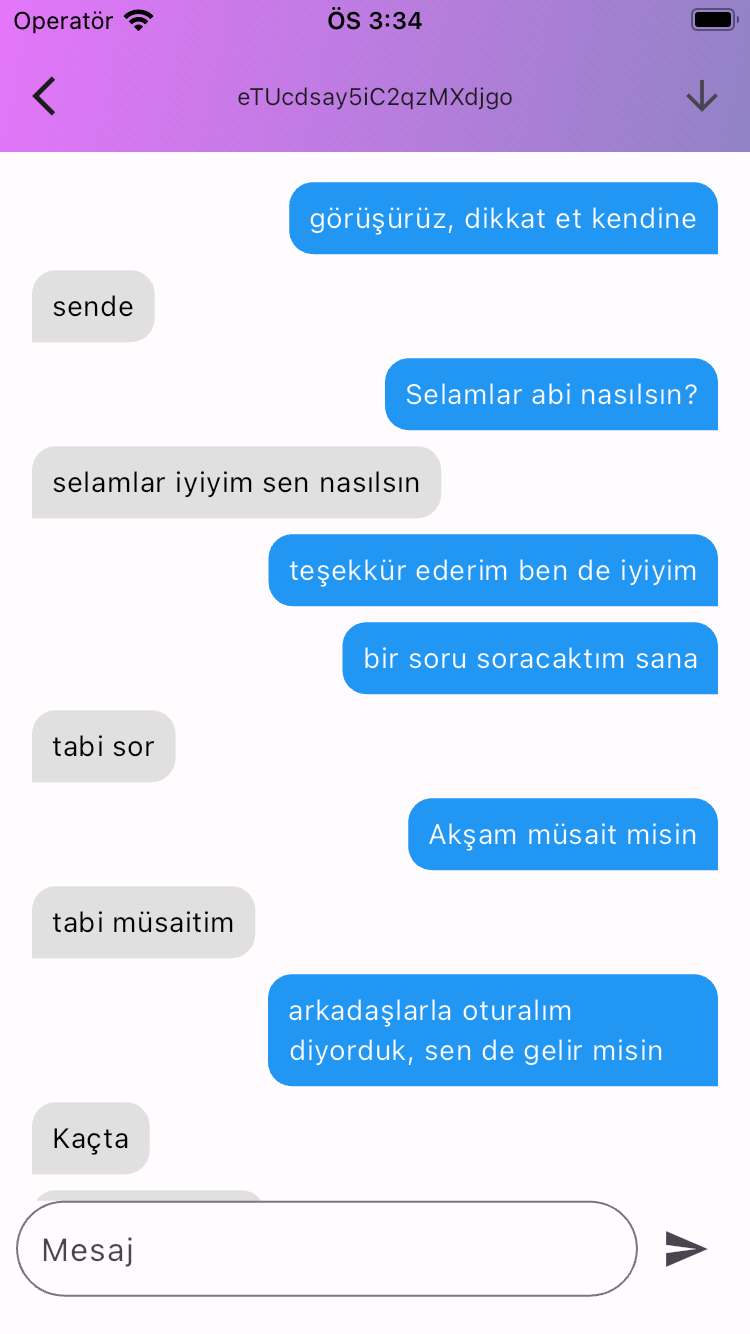 Operatör ÖS 3:34
eTUcdsay5iC2qzMXdjgo
görüşürüz, dikkat et kendine
sende
Selamlar abi nasılsın?
selamlar iyiyim sen nasılsın
teşekkür ederim ben de iyiyim
bir soru soracaktım sana
tabi sor
Akşam müsait misin
tabi müsaitim
arkadaşlarla oturalım
diyorduk, sen de gelir misin
Kaçta
Mesaj